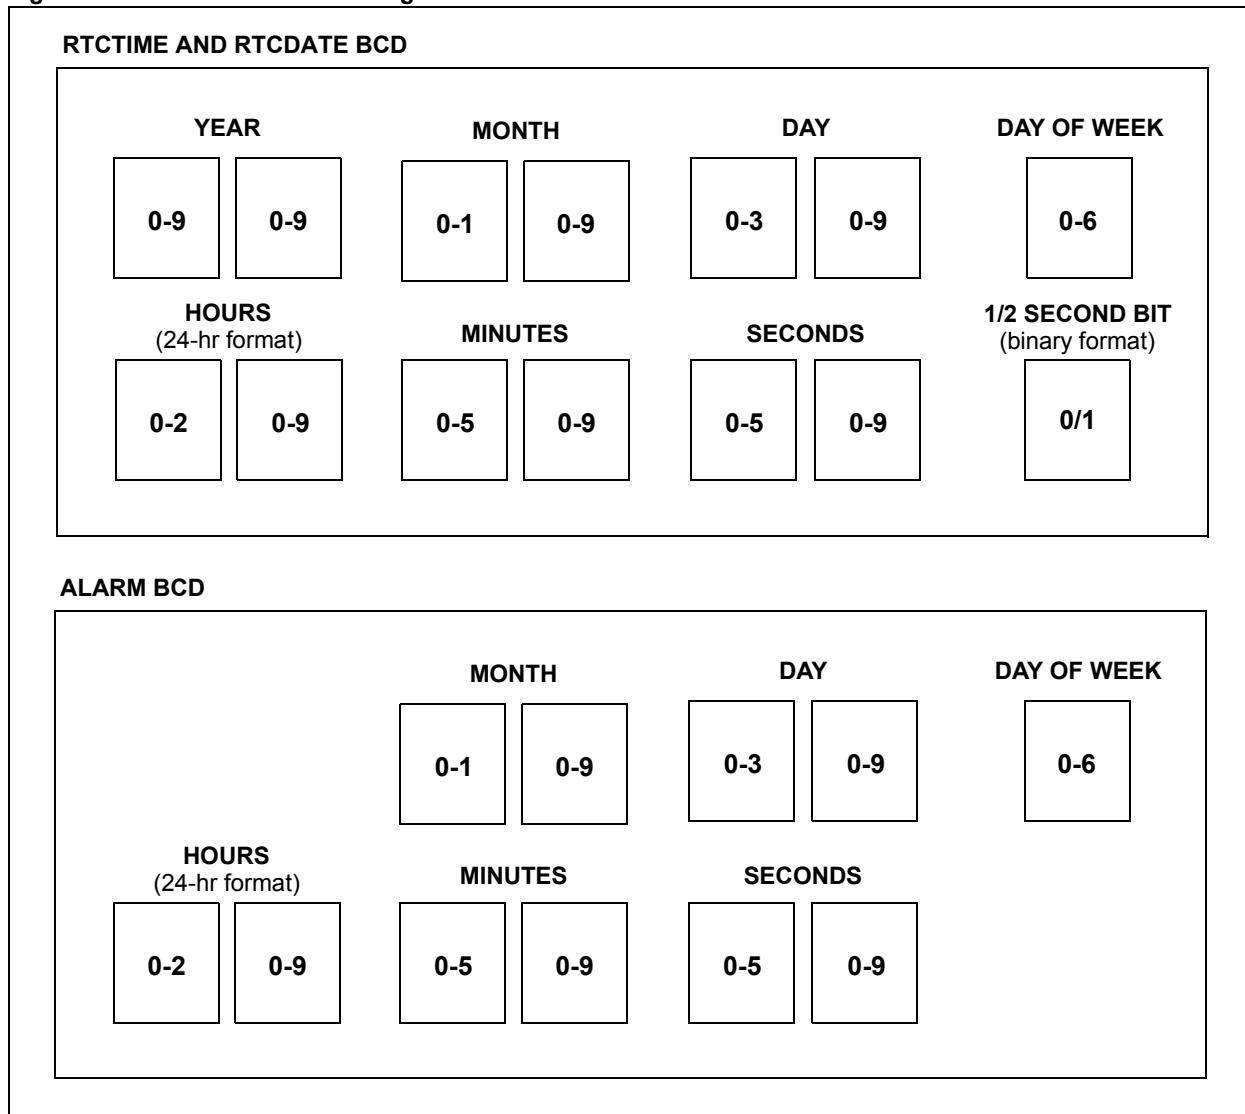 RTCTIME AND RTCDATE BCD
YEAR MONTH DAY DAY OF WEEK
0-9 0-9 0-1 0-9 0-3 0-9 0-6
HOURS
(24-hr format)
MINUTES
SECONDS
1/2 SECOND BIT
(binary format)
0-2 0-9 0-5 0-9 0-5 0-9 0/1
ALARM BCD
MONTH DAY DAY OF WEEK
0-1 0-9 0-3 0-9 0-6
HOURS
(24-hr format)
MINUTES
SECONDS
0-2 0-9 0-5 0-9 0-5 0-9